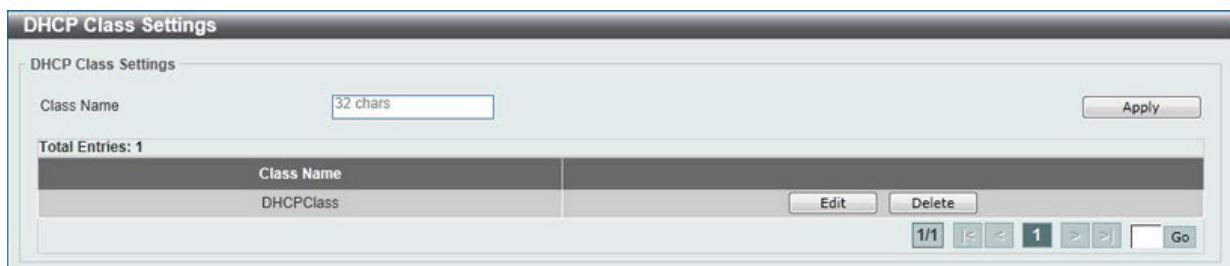 DHCP Class Settings
DHCP Class Settings
Class Name 32 chars Apply
Total Entries: 1
Class Name
DHCPClass Edit Delete
1/1 |< < 1 > >| Go